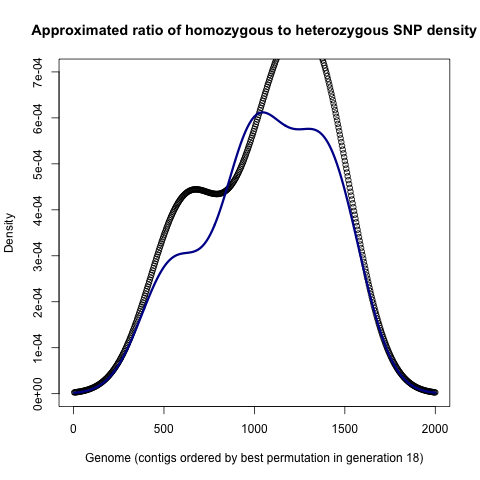 Approximated ratio of homozygous to heterozygous SNP density
7e-04
6e-04
5e-04
4e-04
3e-04
2e-04
1e-04
0e+00
Density
0 500 1000 1500 2000
Genome (contigs ordered by best permutation in generation 18)